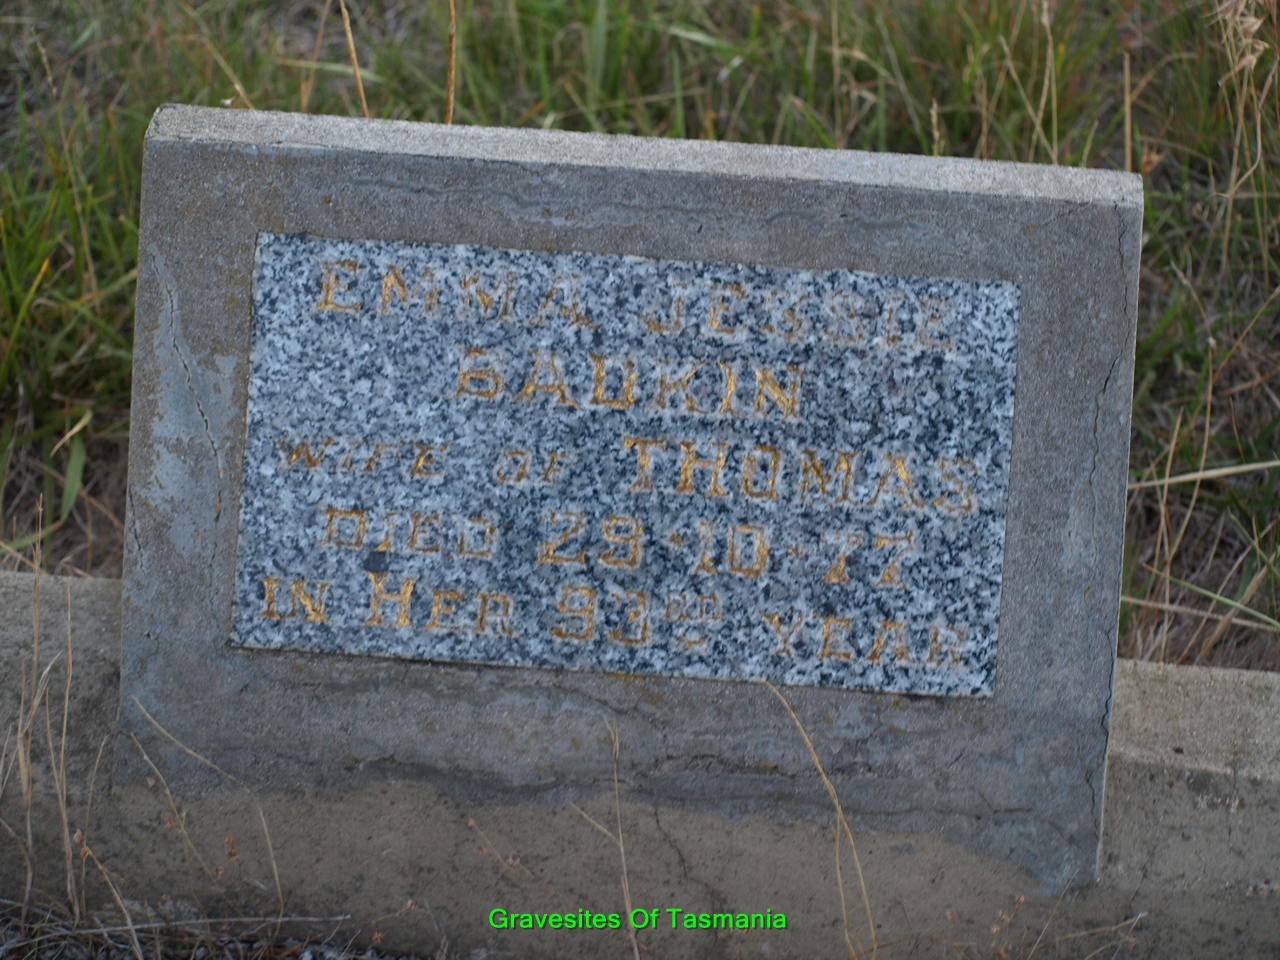 EMMA JESSIE
BAUKIN
WIFE OF THOMAS
DIED 29·10·77
IN HER 93RD YEAR
Gravesites Of Tasmania